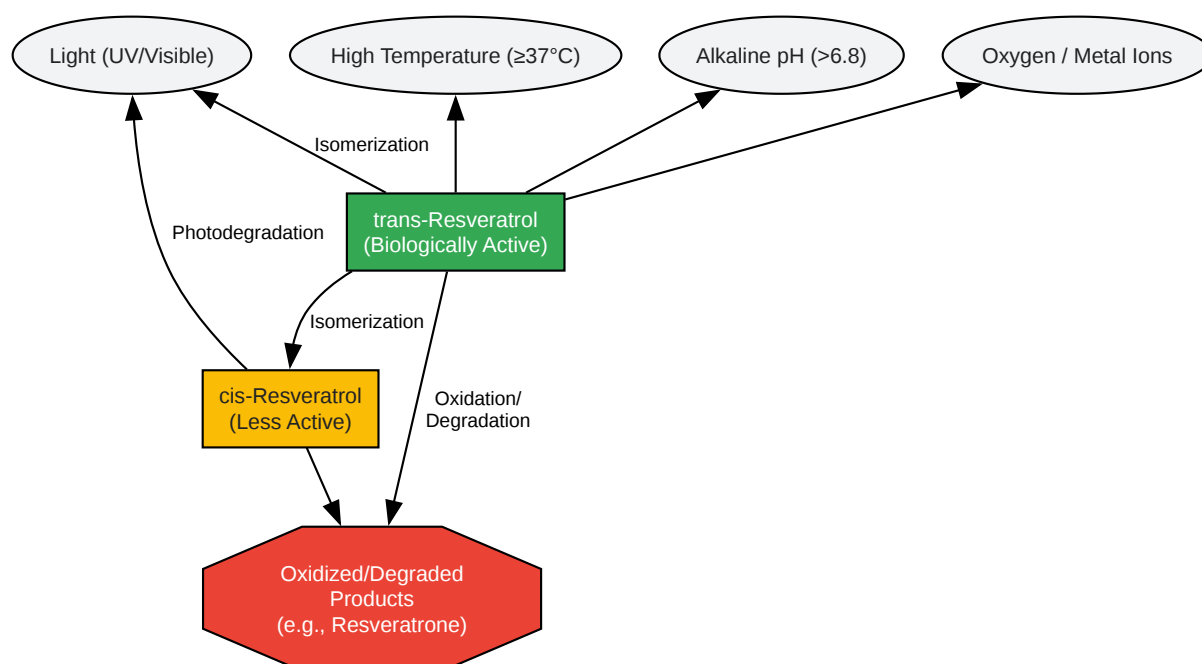 Light (UV/Visible)
High Temperature (≥37°C)
Alkaline pH (>6.8)
Oxygen / Metal Ions
Isomerization
trans-Resveratrol
(Biologically Active)
Photodegradation
Isomerization
cis-Resveratrol
(Less Active)
Oxidation/
Degradation
Oxidized/Degraded
Products
(e.g., Resveratrone)